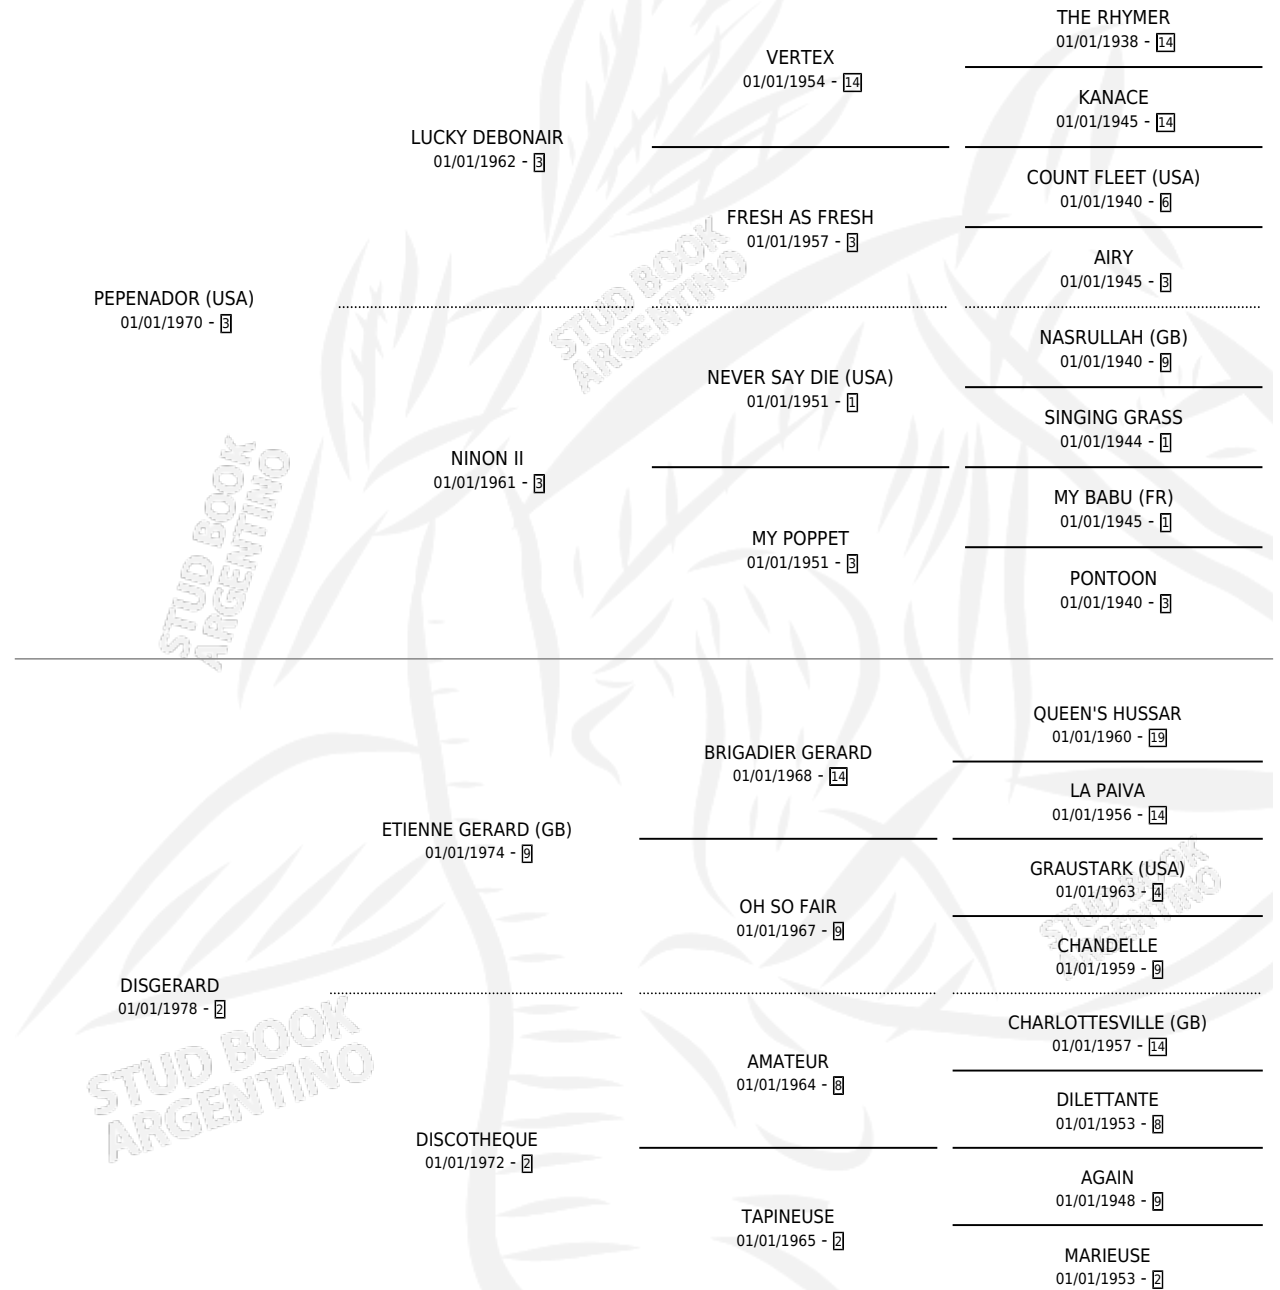 THE RHYMER
01/01/1938 - 14
VERTEX
01/01/1954 - 14
KANACE
01/01/1945 - 14
LUCKY DEBONAIR
01/01/1962 - 3
COUNT FLEET (USA)
01/01/1940 - 6
FRESH AS FRESH
01/01/1957 - 3
AIRY
01/01/1945 - 3
PEPENADOR (USA)
01/01/1970 - 3
STUD BOOK
ARGENTINO
NASRULLAH (GB)
01/01/1940 - 9
NEVER SAY DIE (USA)
01/01/1951 - 1
SINGING GRASS
01/01/1944 - 1
NINON II
01/01/1961 - 3
MY BABU (FR)
01/01/1945 - 1
MY POPPET
01/01/1951 - 3
PONTOON
01/01/1940 - 3
STUD BOOK
ARGENTINO
QUEEN'S HUSSAR
01/01/1960 - 19
BRIGADIER GERARD
01/01/1968 - 14
LA PAIVA
01/01/1956 - 14
ETIENNE GERARD (GB)
01/01/1974 - 9
GRAUSTARK (USA)
01/01/1963 - 4
OH SO FAIR
01/01/1967 - 9
STUD BOOK
ARGENTINO
CHANDELLE
01/01/1959 - 9
DISGERARD
01/01/1978 - 2
CHARLOTTESVILLE (GB)
01/01/1957 - 14
AMATEUR
01/01/1964 - 8
DILETTANTE
01/01/1953 - 8
STUD BOOK
ARGENTINO
DISCOTHEQUE
01/01/1972 - 2
AGAIN
01/01/1948 - 9
TAPINEUSE
01/01/1965 - 2
MARIEUSE
01/01/1953 - 2